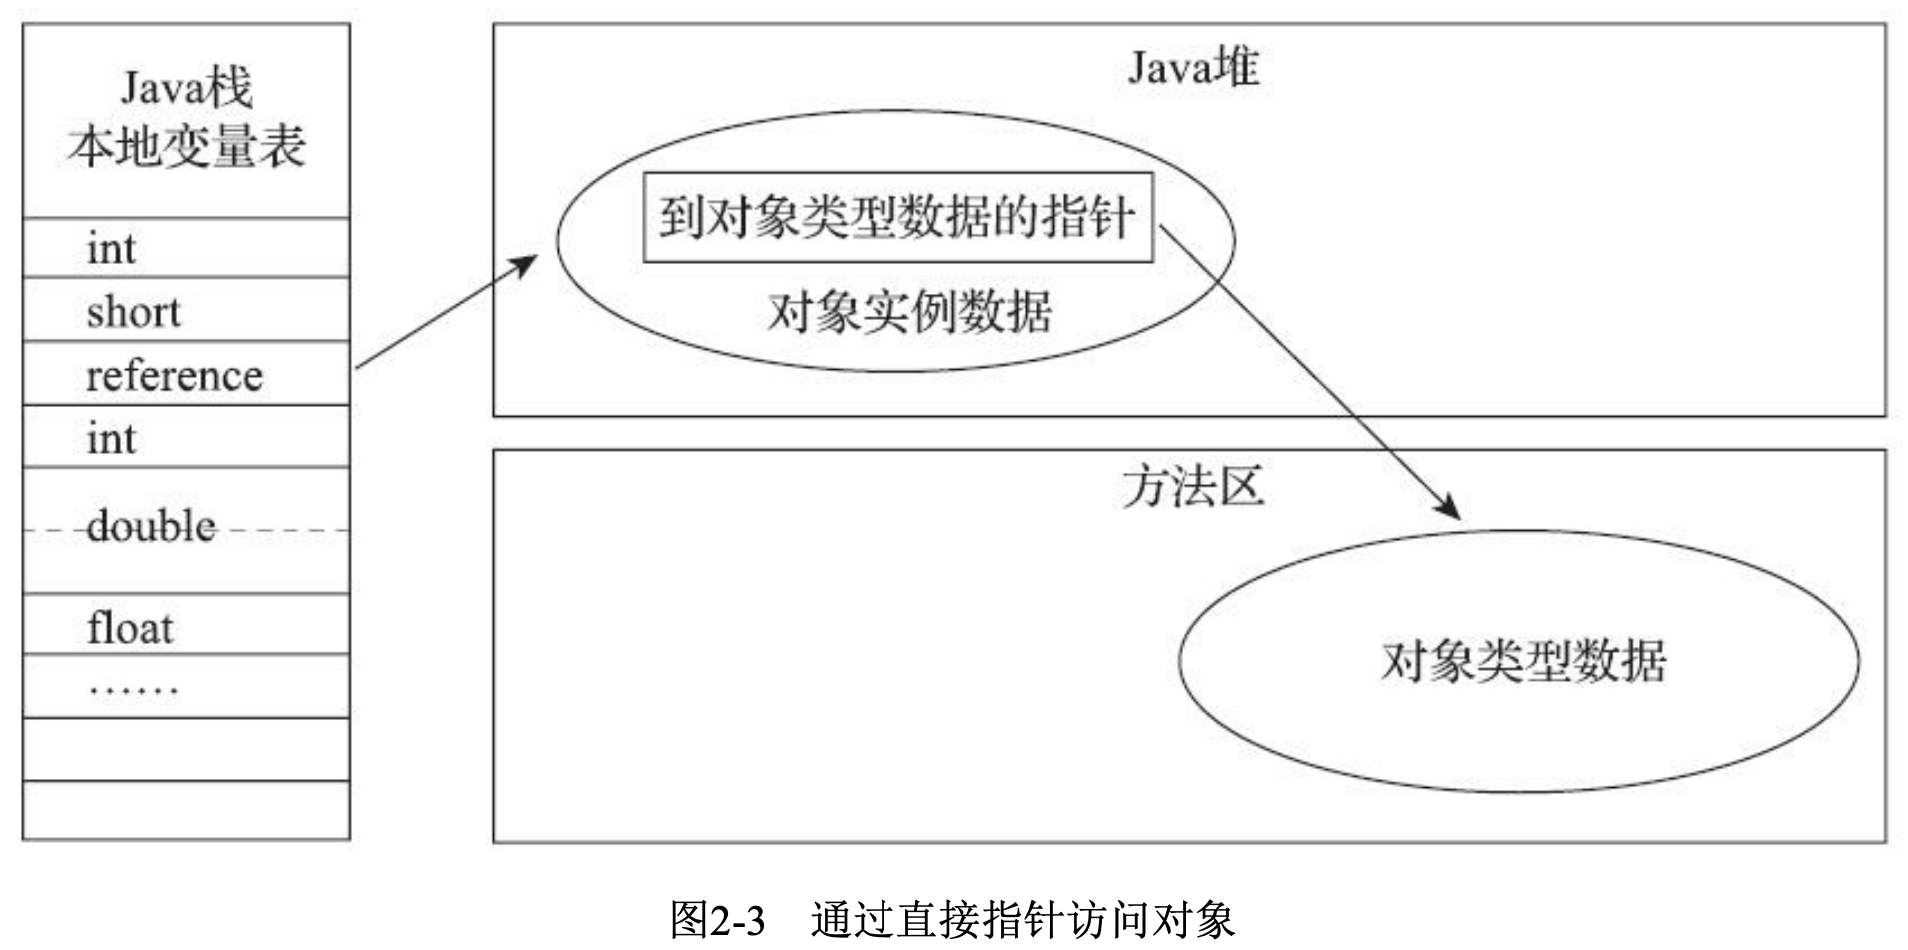 Java栈
本地变量表
int
short
reference
int
double
float
……
Java堆
到对象类型数据的指针
对象实例数据
方法区
对象类型数据
图2-3 通过直接指针访问对象